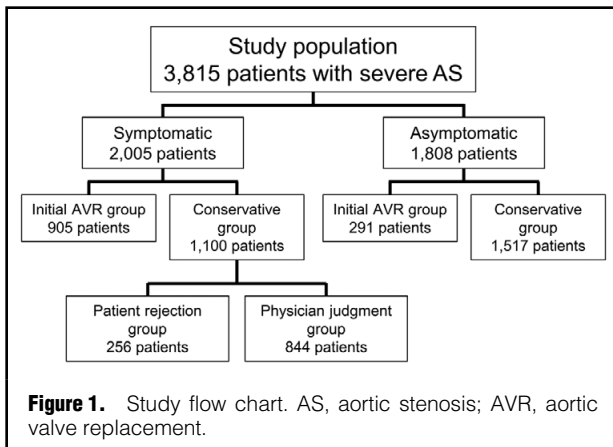 Study population
3,815 patients with severe AS
Symptomatic
2,005 patients
Asymptomatic
1,808 patients
Initial AVR group
905 patients
Conservative
group
1,100 patients
Initial AVR group
291 patients
Conservative
group
1,517 patients
Patient rejection
group
256 patients
Physician judgment
group
844 patients
Figure 1. Study flow chart. AS, aortic stenosis; AVR, aortic
valve replacement.